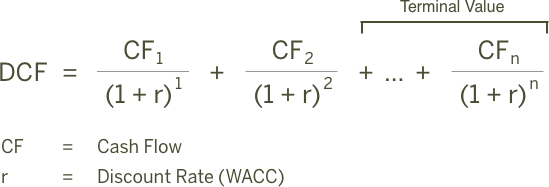 Terminal Value
DCF = CF₁ / (1 + r)¹ + CF₂ / (1 + r)² + ... + CFₙ / (1 + r)ⁿ
CF = Cash Flow
r = Discount Rate (WACC)